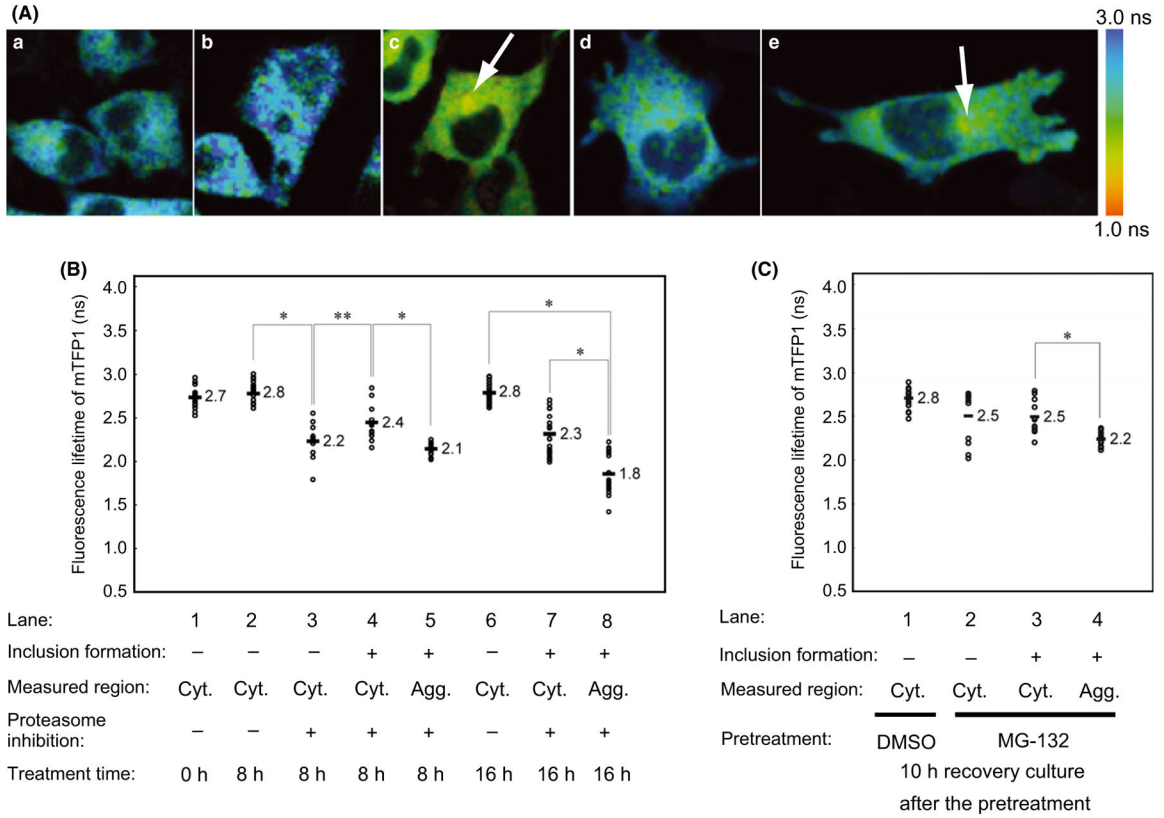 (A)
a b c d e
3.0 ns
1.0 ns
(B)
Fluorescence lifetime of mTFP1 (ns)
4.0
3.5
3.0
2.5
2.0
1.5
1.0
0.5
* ** * * *
2.7 2.8 2.2 2.4 2.1 2.8 2.3 1.8
Lane: 1 2 3 4 5 6 7 8
Inclusion formation: – – – + + – + +
Measured region: Cyt. Cyt. Cyt. Cyt. Agg. Cyt. Cyt. Agg.
Proteasome
inhibition: – – + + + – + +
Treatment time: 0 h 8 h 8 h 8 h 8 h 16 h 16 h 16 h
(C)
Fluorescence lifetime of mTFP1 (ns)
4.0
3.5
3.0
2.5
2.0
1.5
1.0
0.5
*
2.8 2.5 2.5 2.2
Lane: 1 2 3 4
Inclusion formation: – – + +
Measured region: Cyt. Cyt. Cyt. Agg.
Pretreatment: DMSO MG-132
10 h recovery culture
after the pretreatment